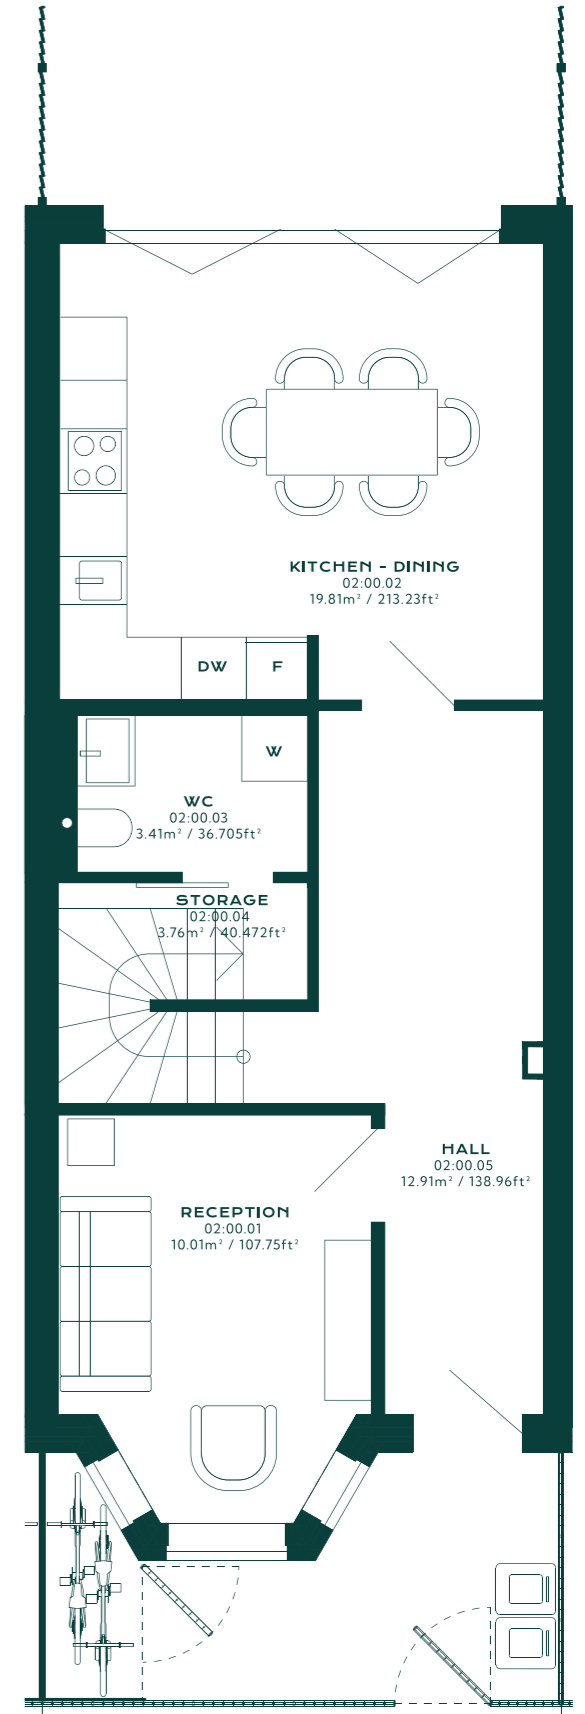 KITCHEN - DINING
02:00.02
19.81m² / 213.23ft²
DW
F
W
WC
02:00.03
3.41m² / 36.705ft²
STORAGE
02:00.04
3.76m² / 40.472ft²
HALL
02:00.05
12.91m² / 138.96ft²
RECEPTION
02:00.01
10.01m² / 107.75ft²